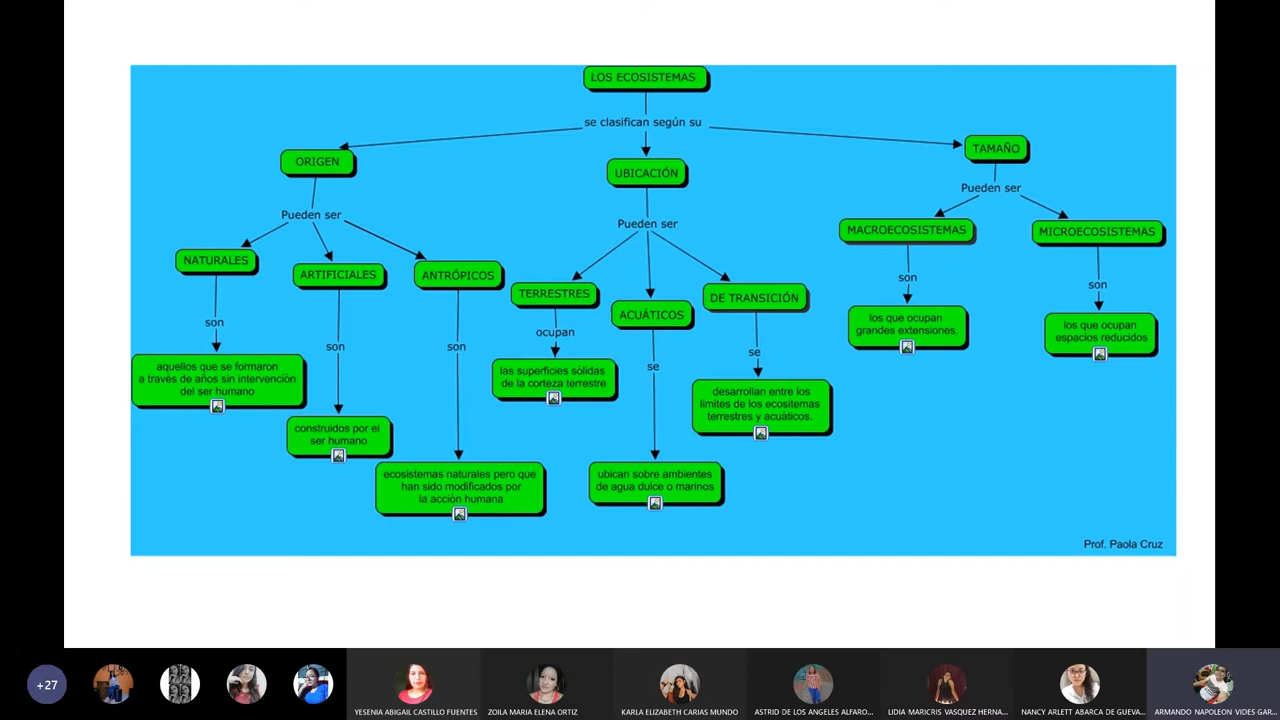 LOS ECOSISTEMAS
se clasifican según su
ORIGEN
UBICACIÓN
TAMAÑO
Pueden ser
Pueden ser
Pueden ser
NATURALES
ARTIFICIALES
ANTRÓPICOS
TERRESTRES
ACUÁTICOS
DE TRANSICIÓN
MACROECOSISTEMAS
MICROECOSISTEMAS
son
son
son
ocupan
se
se
son
son
aquellos que se formaron
a través de años sin intervención
del ser humano
construidos por el
ser humano
ecosistemas naturales pero que
han sido modificados por
la acción humana
las superficies sólidas
de la corteza terrestre
ubican sobre ambientes
de agua dulce o marinos
desarrollan entre los
límites de los ecositemas
terrestres y acuáticos.
los que ocupan
grandes extensiones.
los que ocupan
espacios reducidos
Prof. Paola Cruz
+27
YESENIA ABIGAIL CASTILLO FUENTES
ZOILA MARIA ELENA ORTIZ
KARLA ELIZABETH CARIAS MUNDO
ASTRID DE LOS ANGELES ALFARO...
LIDIA MARICRIS VASQUEZ HERNA...
NANCY ARLETT ABARCA DE GUEVA...
ARMANDO NAPOLEON VIDES GAR...